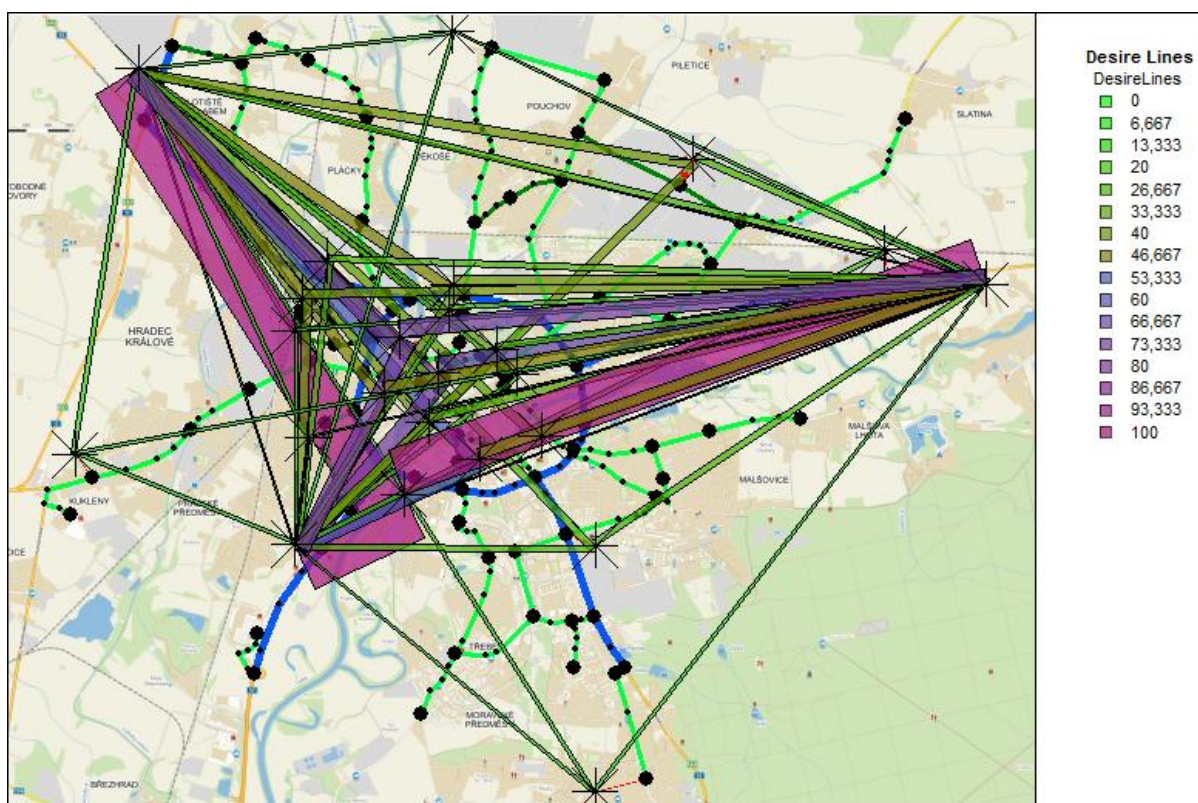 PILETICE
SLATINA
POUCHOV
PLÁCKY
HRADEC
KRÁLOVÉ
KUKLENY
MALŠOVICE
MORAVSKÉ
PŘEDMĚSTÍ
BŘEZHRAD
Desire Lines
DesireLines
0
6,667
13,333
20
26,667
33,333
40
46,667
53,333
60
66,667
73,333
80
86,667
93,333
100